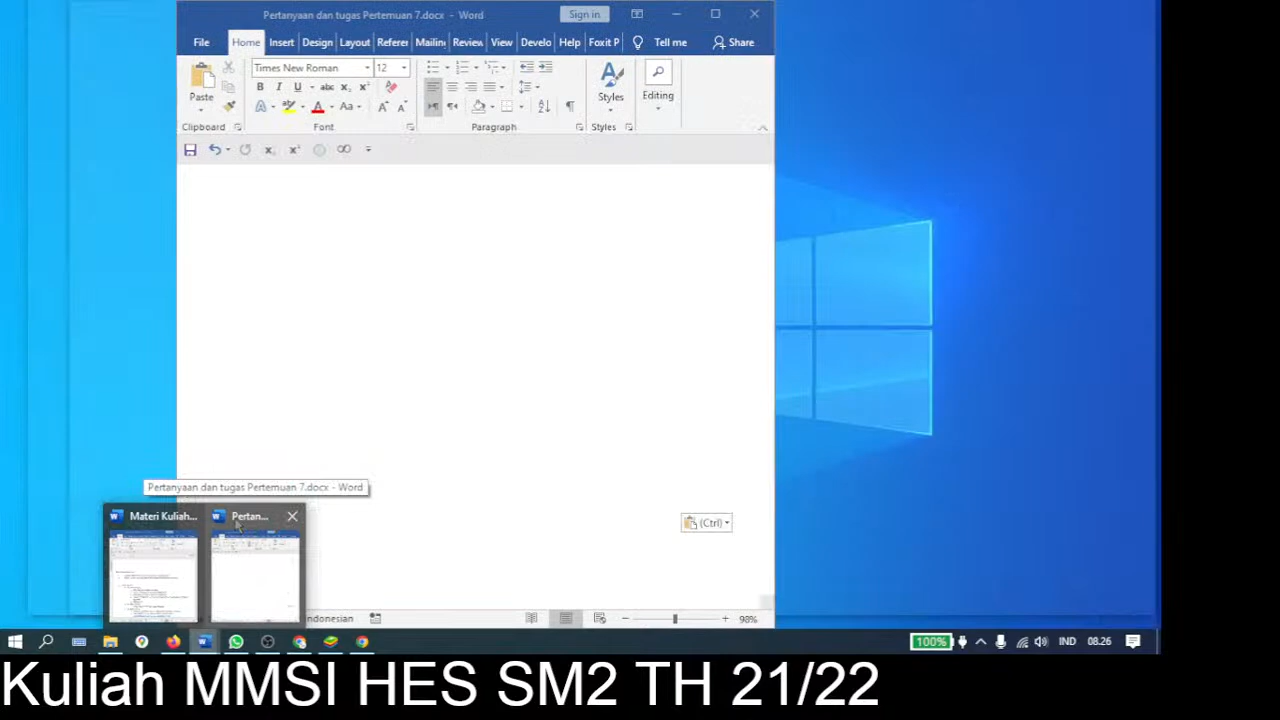 Pertanyaan dan tugas Pertemuan 7.docx - Word
Sign in
File Home Insert Design Layout Referer Mailing Review View Develo Help Foxit P Tell me Share
Times New Roman 12
Paste Styles Editing
Clipboard Font Paragraph Styles
Pertanyaan dan tugas Pertemuan 7.docx - Word
Materi Kuliah... Pertan...
(Ctrl)
ndonesian 98%
100% IND 08.26
Kuliah MMSI HES SM2 TH 21/22